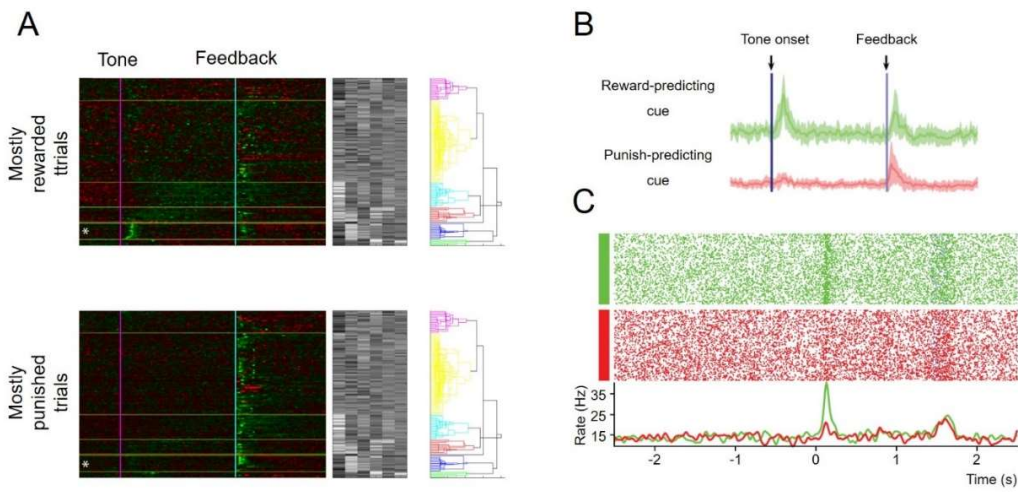 A
Tone
Feedback
Mostly
rewarded
ttrials
*
Mostly
punished
trials
*
B
Tone onset
Feedback
Reward-predicting
cue
Punish-predicting
cue
C
Rate (Hz)
35
25
15
-2
-1
0
1
2
Time (s)